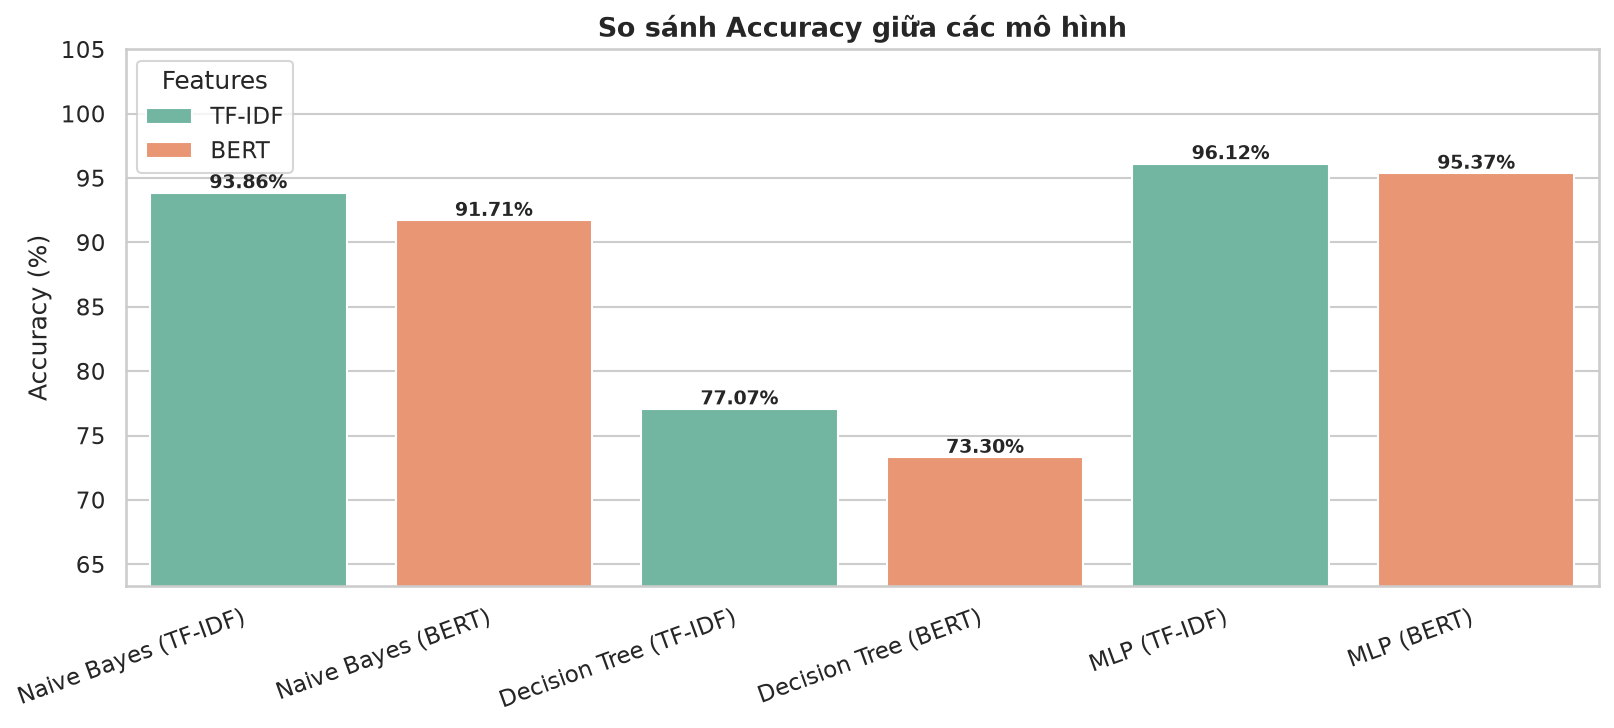 So sánh Accuracy giữa các mô hình
Accuracy (%)
105
100
95
90
85
80
75
70
65
Features
TF-IDF
BERT
93.86%
91.71%
77.07%
73.30%
96.12%
95.37%
Naive Bayes (TF-IDF)
Naive Bayes (BERT)
Decision Tree (TF-IDF)
Decision Tree (BERT)
MLP (TF-IDF)
MLP (BERT)